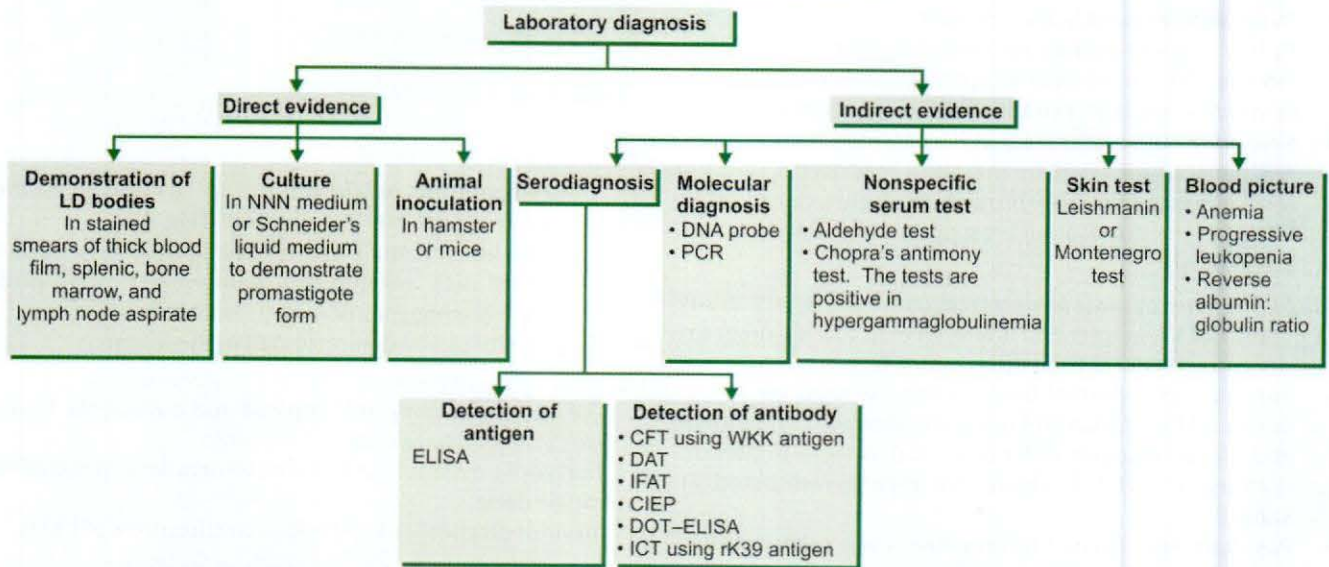 Laboratory diagnosis
Direct evidence
Indirect evidence
Demonstration of
LD bodies
In stained
smears of thick blood
film, splenic, bone
marrow, and
lymph node aspirate
Culture
In NNN medium
or Schneider's
liquid medium
to demonstrate
promastigote
form
Animal
inoculation
In hamster
or mice
Serodiagnosis
Molecular
diagnosis
• DNA probe
• PCR
Nonspecific
serum test
• Aldehyde test
• Chopra's antimony
test. The tests are
positive in
hypergammaglobulinemia
Skin test
Leishmanin
or
Montenegro
test
Blood picture
• Anemia
• Progressive
leukopenia
• Reverse
albumin:
globulin ratio
Detection of
antigen
ELISA
Detection of antibody
• CFT using WKK antigen
• DAT
• IFAT
• CIEP
• DOT–ELISA
• ICT using rK39 antigen